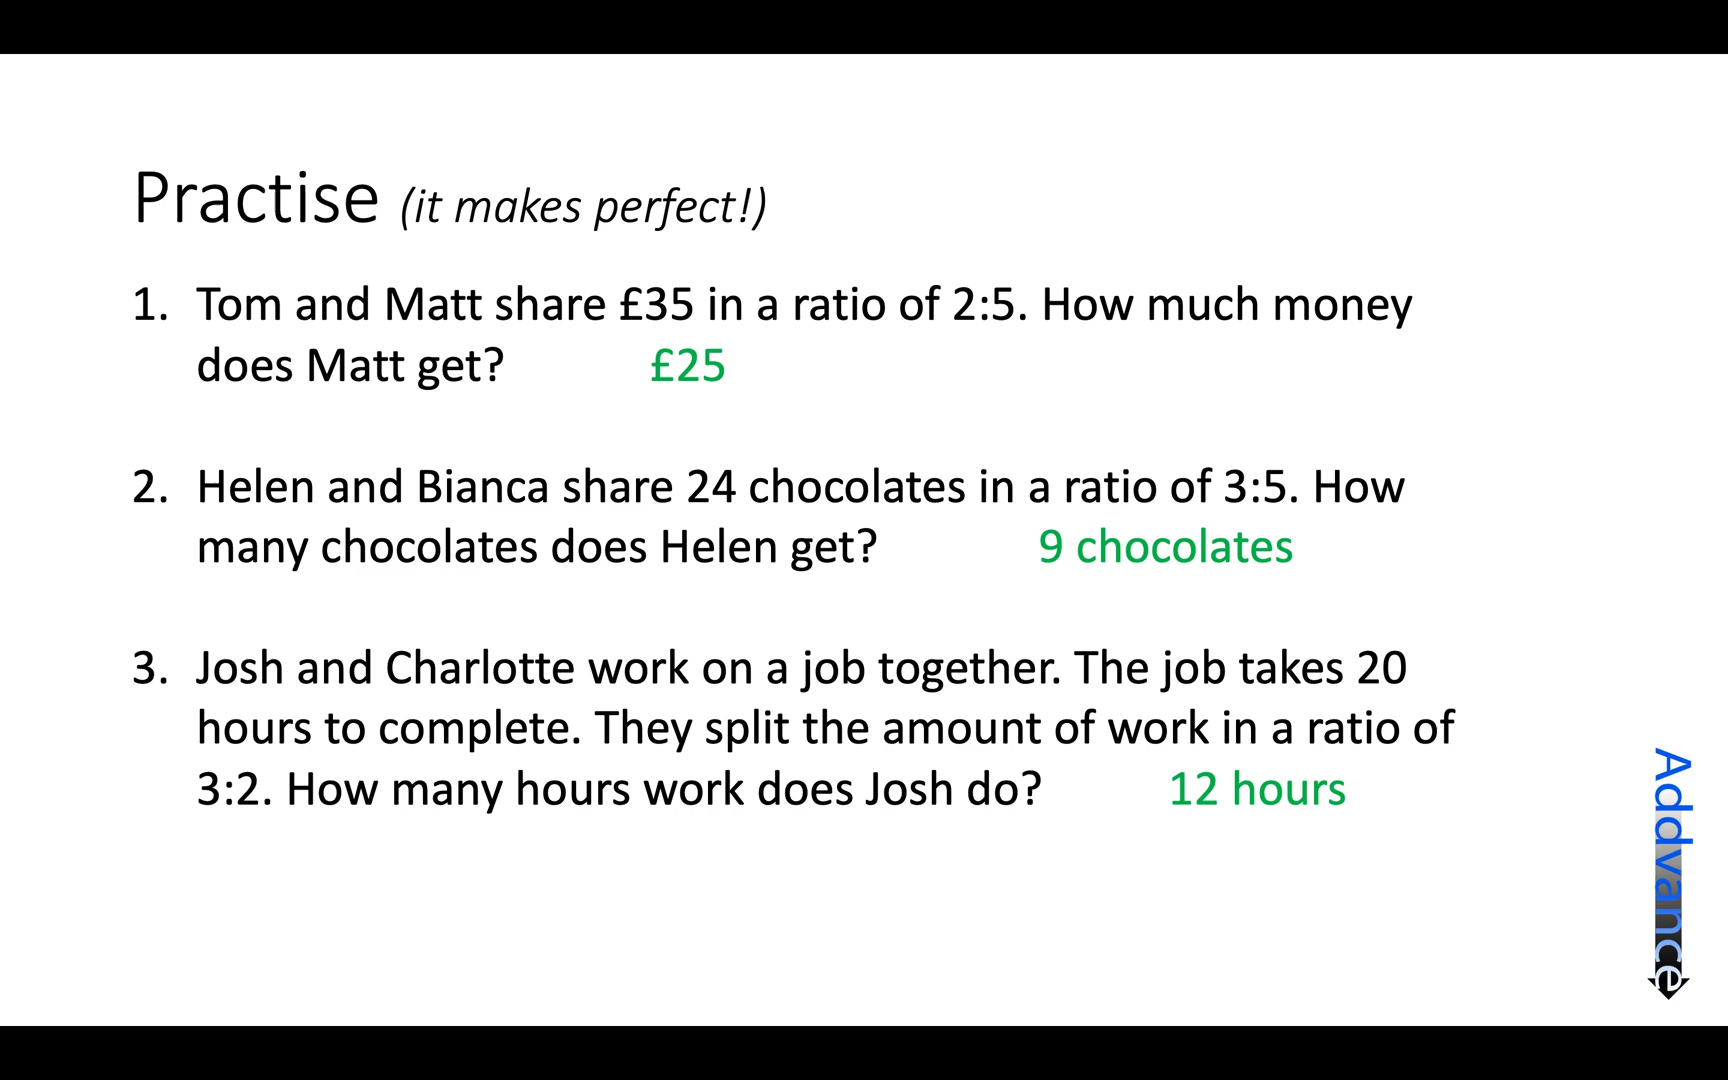 Practise (it makes perfect!)
1. Tom and Matt share £35 in a ratio of 2:5. How much money
does Matt get? £25
2. Helen and Bianca share 24 chocolates in a ratio of 3:5. How
many chocolates does Helen get? 9 chocolates
3. Josh and Charlotte work on a job together. The job takes 20
hours to complete. They split the amount of work in a ratio of
3:2. How many hours work does Josh do? 12 hours
Addvance